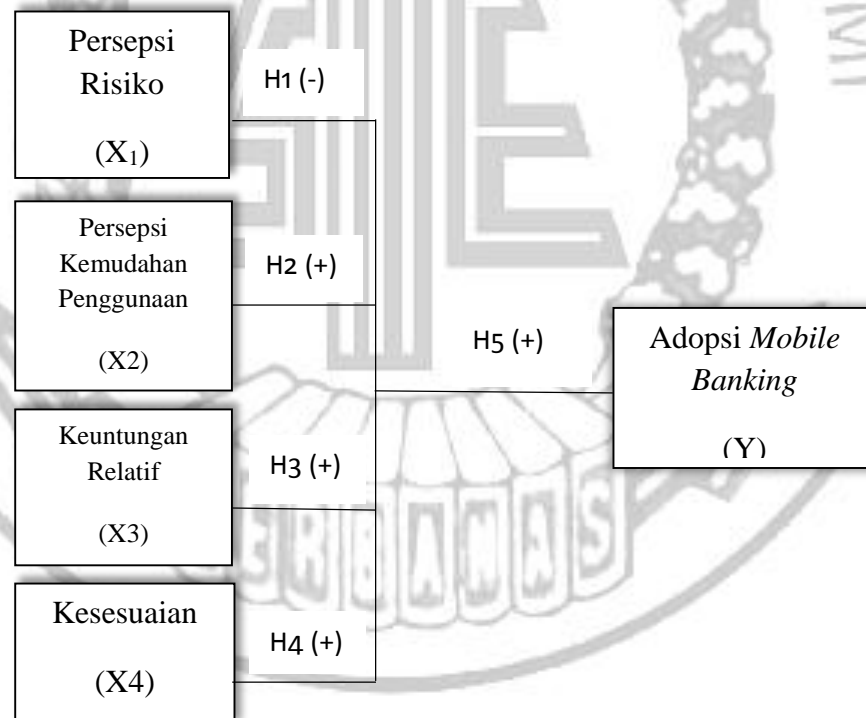 Persepsi
Risiko
(X₁)
H1 (-)
Persepsi
Kemudahan
Penggunaan
(X2)
H2 (+)
Keuntungan
Relatif
(X3)
H3 (+)
Kesesuaian
(X4)
H4 (+)
H5 (+)
Adopsi Mobile
Banking
(Y)
ERBANAS